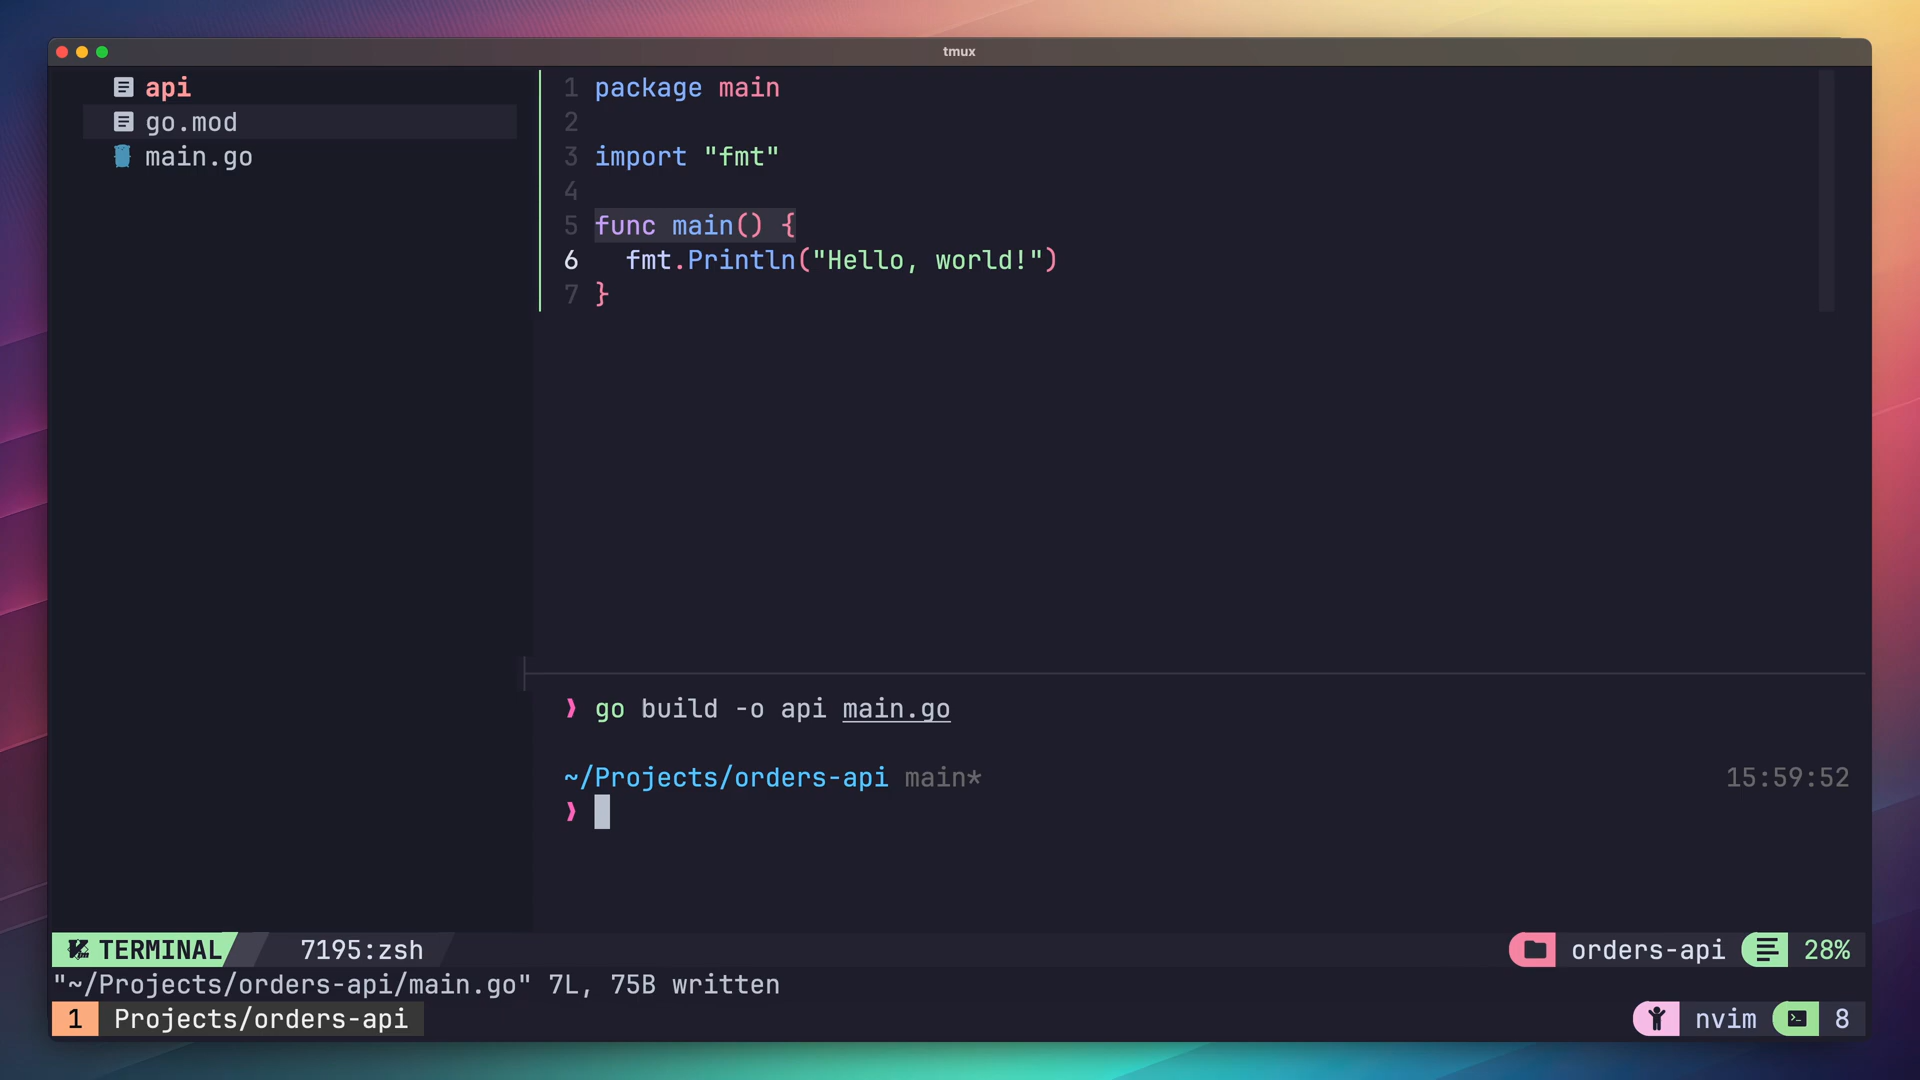 tmux
api
go.mod
main.go
1 package main
2
3 import "fmt"
4
5 func main() {
6   fmt.Println("Hello, world!")
7 }
❯ go build -o api main.go
~/Projects/orders-api main* 15:59:52
❯
TERMINAL 7195:zsh orders-api 28%
"~/Projects/orders-api/main.go" 7L, 75B written
1 Projects/orders-api nvim 8